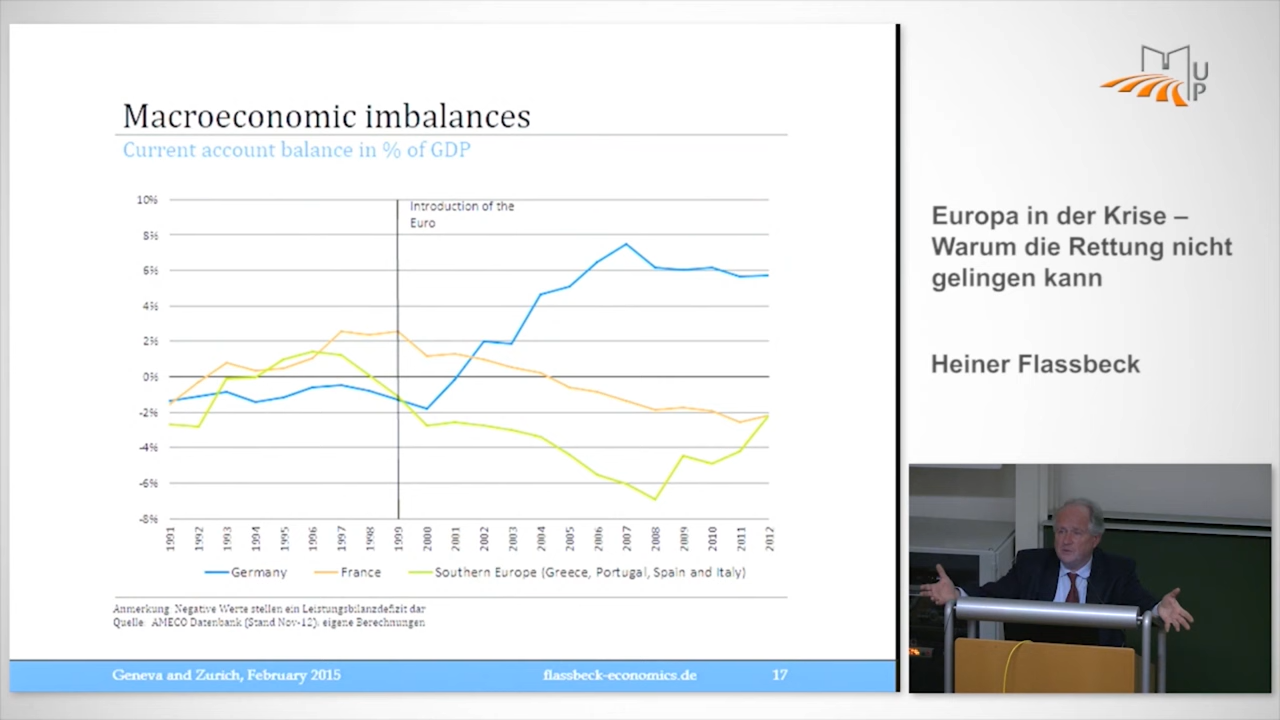 Macroeconomic imbalances
Current account balance in % of GDP
10%
8%
6%
4%
2%
0%
-2%
-4%
-6%
-8%
Introduction of the
Euro
1991
1992
1993
1994
1995
1996
1997
1998
1999
2000
2001
2002
2003
2004
2005
2006
2007
2008
2009
2010
2011
2012
Germany
France
Southern Europe (Greece, Portugal, Spain and Italy)
Anmerkung: Negative Werte stellen ein Leistungsbilanzdefizit dar
Quelle: AMECO Datenbank (Stand Nov-12); eigene Berechnungen
Geneva and Zurich, February 2015
flassbeck-economics.de
17
MUP
Europa in der Krise –
Warum die Rettung nicht
gelingen kann
Heiner Flassbeck